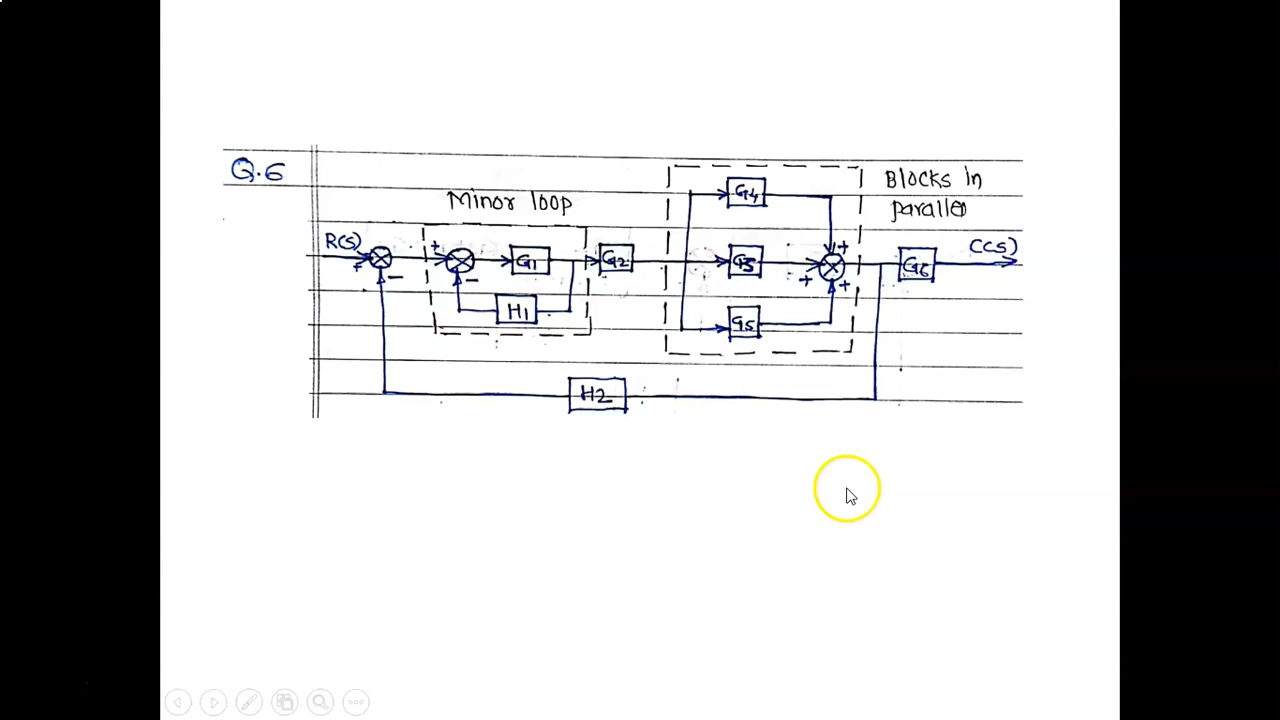 Q.6
Blocks in
parallel
Minor loop
G4
R(S)
C(S)
+
-
+
-
G1
G2
G3
+
+
+
G6
H1
G5
H2